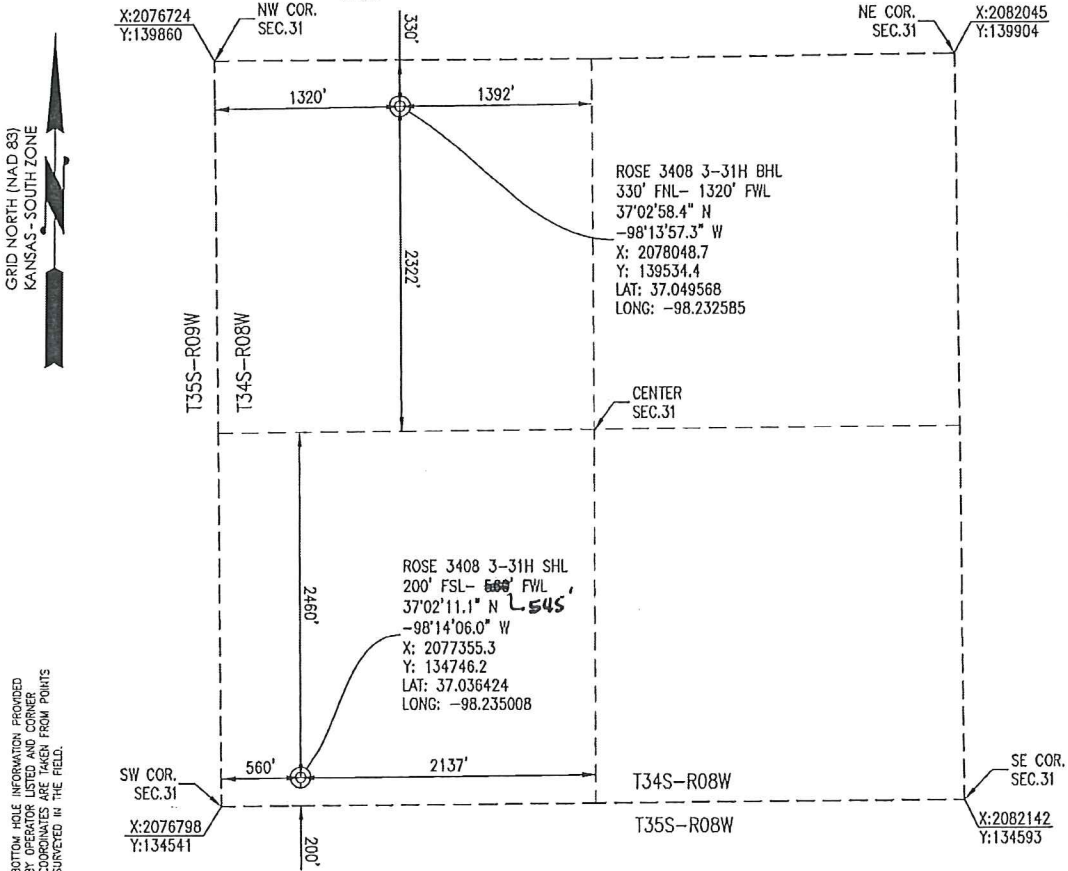 X:2076724
Y:139860
NW COR.
SEC.31
330'
NE COR.
SEC.31
X:2082045
Y:139904
GRID NORTH (NAD 83)
KANSAS - SOUTH ZONE
1320'
1392'
ROSE 3408 3-31H BHL
330' FNL- 1320' FWL
37°02'58.4" N
-98°13'57.3" W
X: 2078048.7
Y: 139534.4
LAT: 37.049568
LONG: -98.232585
2322'
T35S-R09W
T34S-R08W
CENTER
SEC.31
ROSE 3408 3-31H SHL
200' FSL- 560' FWL
545'
37°02'11.1" N
-98°14'06.0" W
X: 2077355.3
Y: 134746.2
LAT: 37.036424
LONG: -98.235008
2460'
BOTTOM HOLE INFORMATION PROVIDED
BY OPERATOR LISTED AND CORNER
COORDINATES ARE TAKEN FROM POINTS
SURVEYED IN THE FIELD.
SW COR.
SEC.31
560'
2137'
T34S-R08W
T35S-R08W
SE COR.
SEC.31
X:2076798
Y:134541
X:2082142
Y:134593
200'